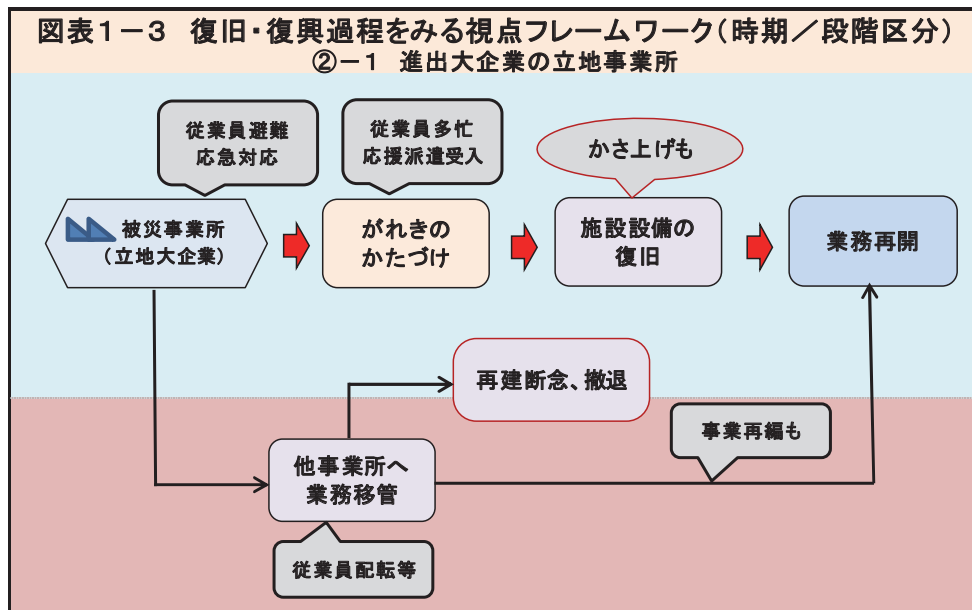 図表1－3 復旧・復興過程をみる視点フレームワーク（時期／段階区分）
②－1 進出大企業の立地事業所
従業員避難
応急対応
従業員多忙
応援派遣受入
かさ上げも
被災事業所
（立地大企業）
がれきの
かたづけ
施設設備の
復旧
業務再開
再建断念、撤退
事業再編も
他事業所へ
業務移管
従業員配転等